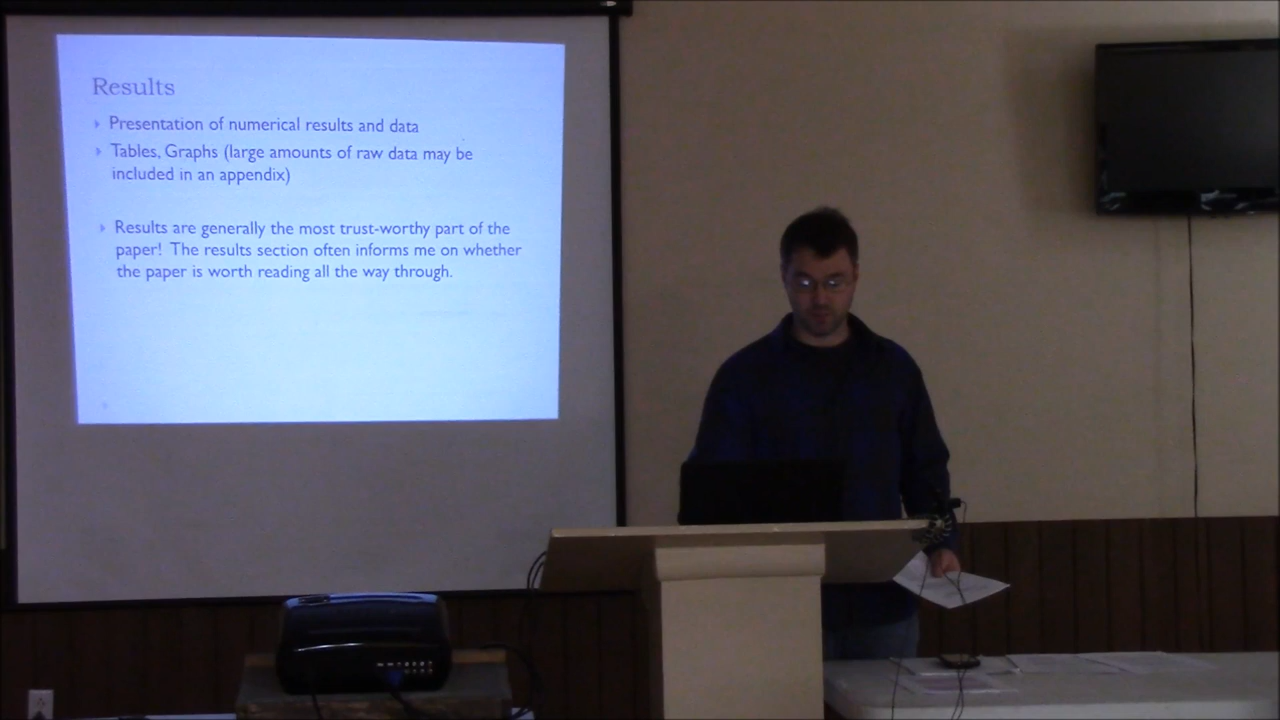 Results
Presentation of numerical results and data
Tables, Graphs (large amounts of raw data may be
included in an appendix)
Results are generally the most trust-worthy part of the
paper! The results section often informs me on whether
the paper is worth reading all the way through.